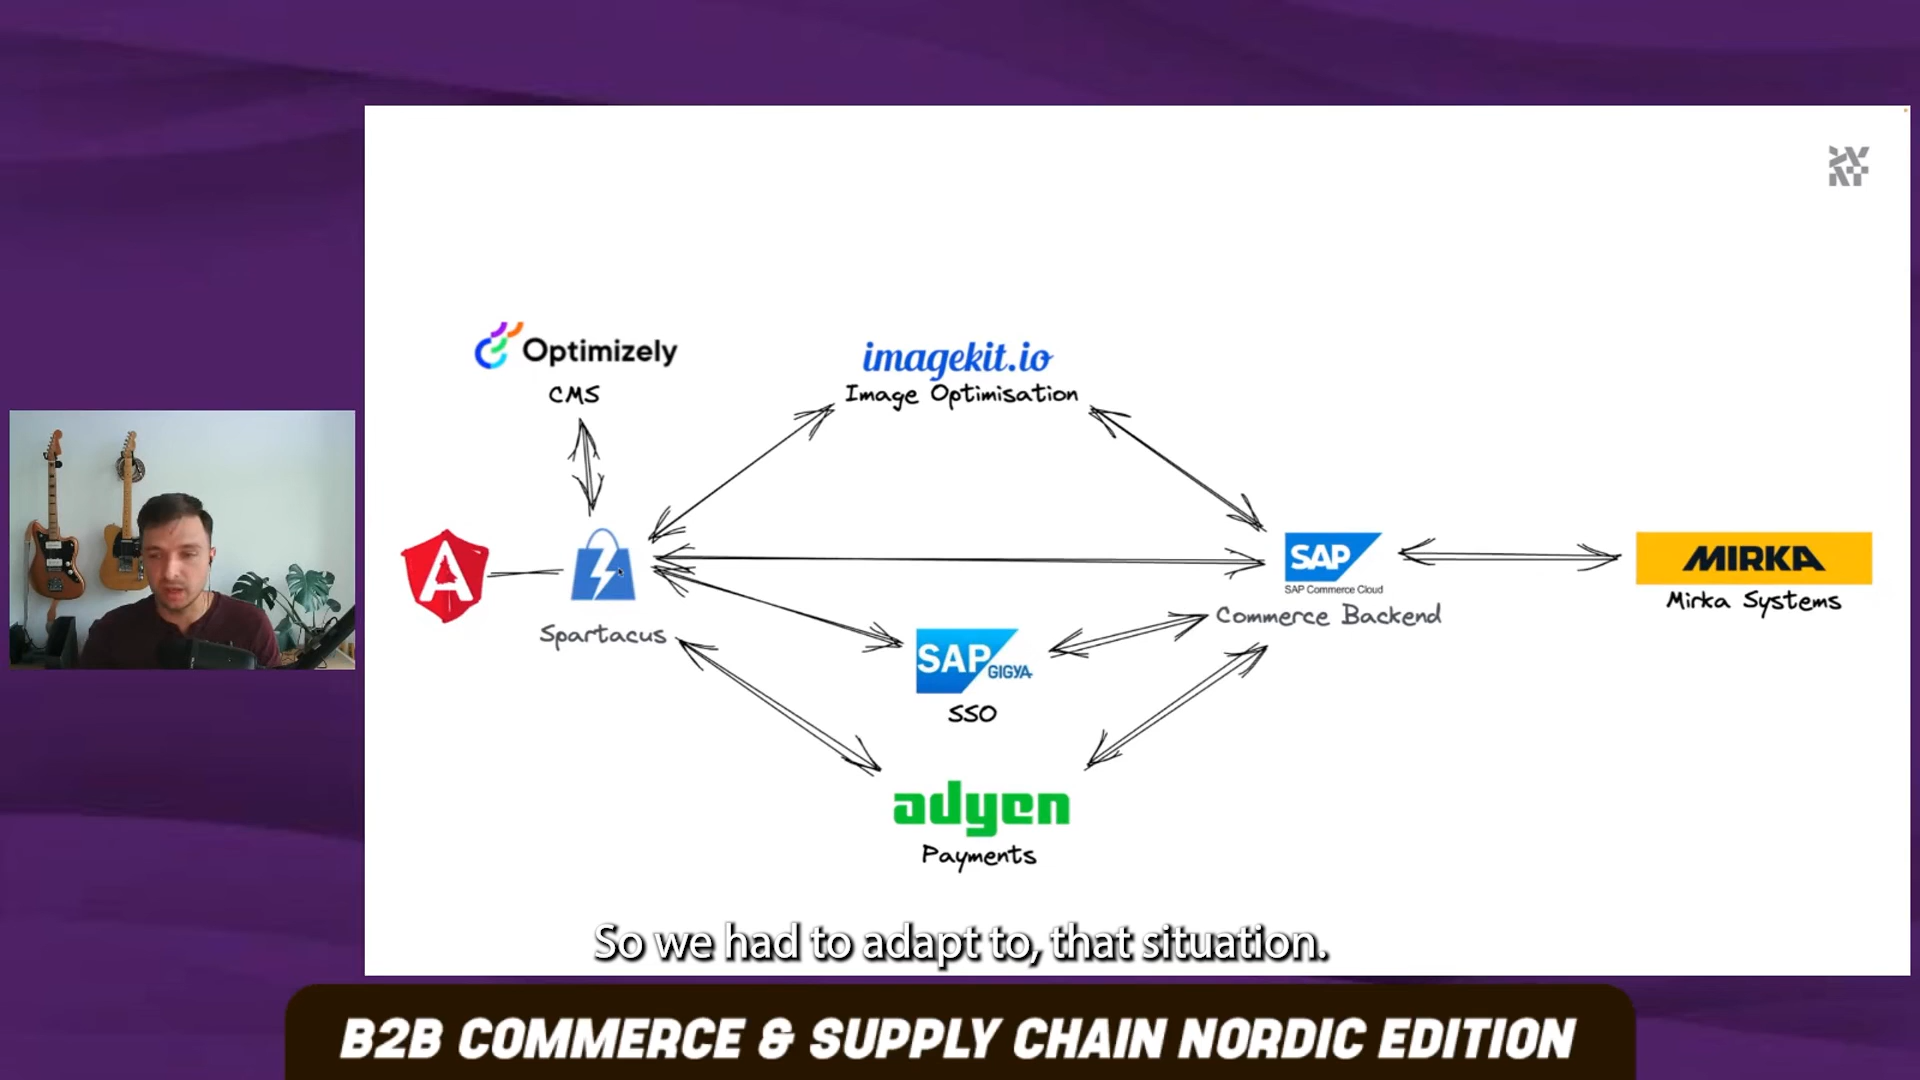 Optimizely
CMS
imagekit.io
Image Optimisation
A
Spartacus
SAP
SAP Commerce Cloud
Commerce Backend
MIRKA
Mirka Systems
SAP GIGYA
SSO
adyen
Payments
So we had to adapt to, that situation.
B2B COMMERCE & SUPPLY CHAIN NORDIC EDITION